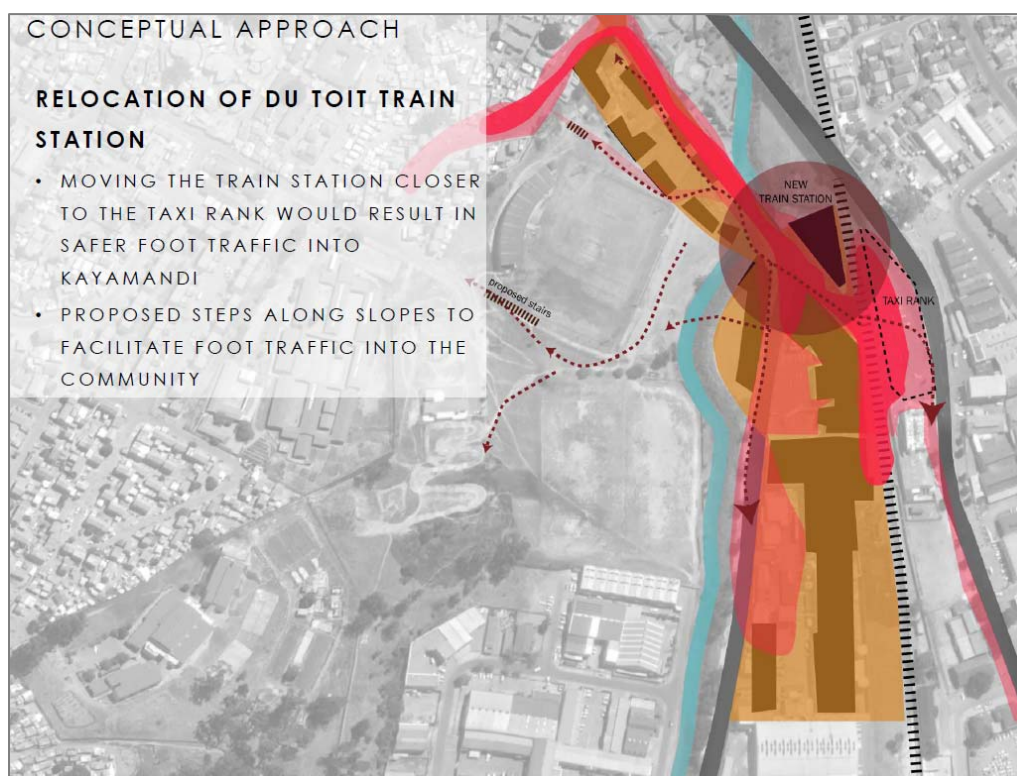 CONCEPTUAL APPROACH
RELOCATION OF DU TOIT TRAIN
STATION
• MOVING THE TRAIN STATION CLOSER
TO THE TAXI RANK WOULD RESULT IN
SAFER FOOT TRAFFIC INTO
KAYAMANDI
• PROPOSED STEPS ALONG SLOPES TO
FACILITATE FOOT TRAFFIC INTO THE
COMMUNITY
NEW
TRAIN STATION
TAXI RANK
proposed stairs